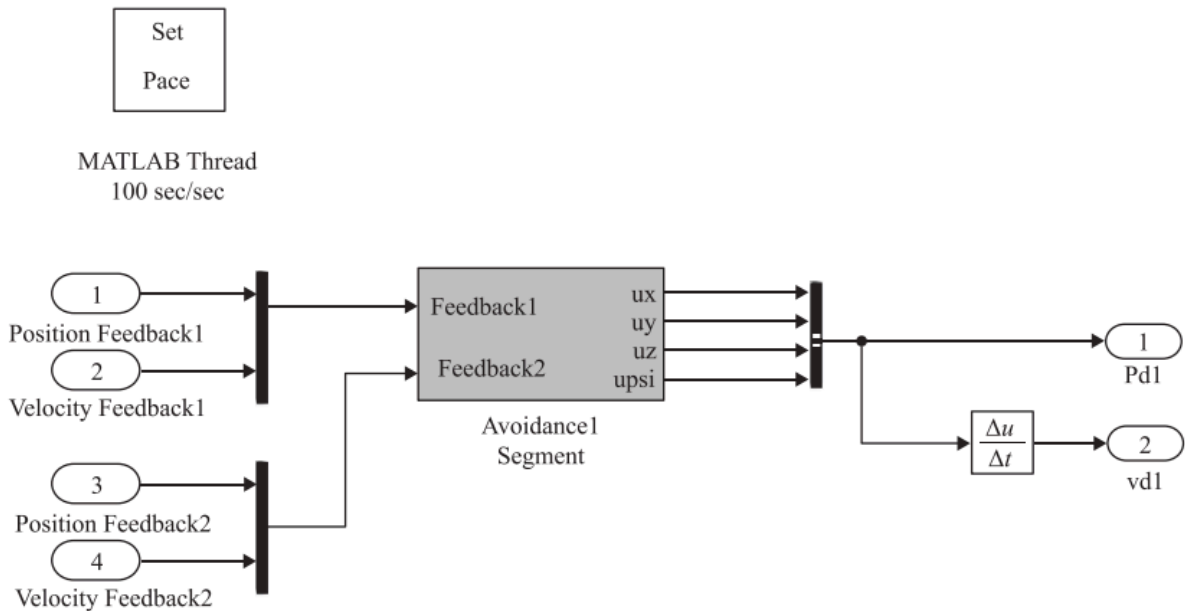 Set
Pace
MATLAB Thread
100 sec/sec
1
Position Feedback1
2
Velocity Feedback1
3
Position Feedback2
4
Velocity Feedback2
Feedback1
Feedback2
ux
uy
uz
upsi
Avoidance1
Segment
1
Pd1
Δu
Δt
2
vd1